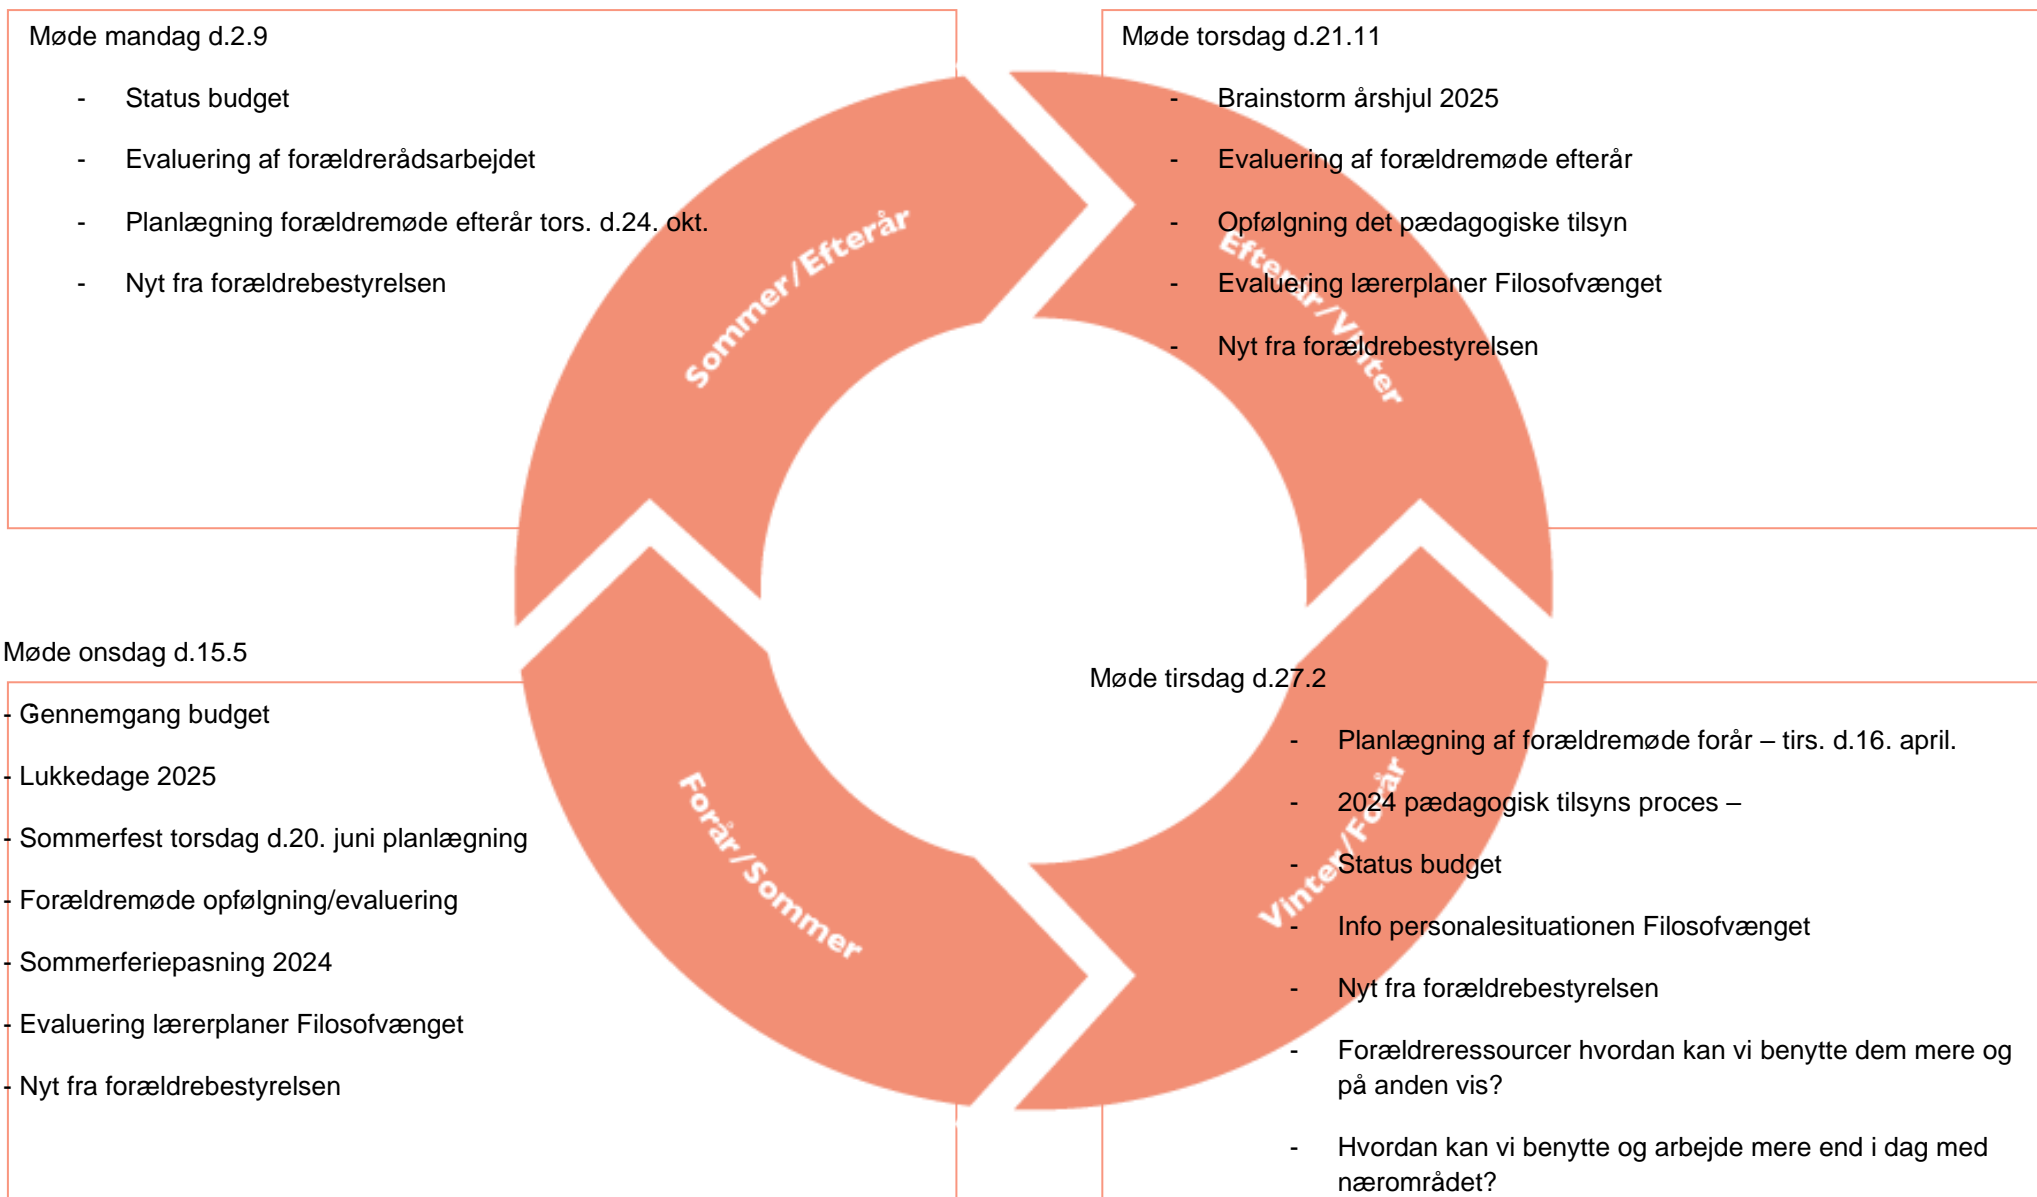 Møde mandag d.2.9
- Status budget
- Evaluering af forældrerådsarbejdet
- Planlægning forældremøde efterår tors. d.24. okt.
- Nyt fra forældrebestyrelsen
Sommer/Efterår
Møde torsdag d.21.11
- Brainstorm årshjul 2025
- Evaluering af forældremøde efterår
- Opfølgning det pædagogiske tilsyn
- Evaluering lærerplaner Filosofvænget
- Nyt fra forældrebestyrelsen
Efterår/Vinter
Møde onsdag d.15.5
- Gennemgang budget
- Lukkedage 2025
- Sommerfest torsdag d.20. juni planlægning
- Forældremøde opfølgning/evaluering
- Sommerferiepasning 2024
- Evaluering lærerplaner Filosofvænget
- Nyt fra forældrebestyrelsen
Forår/Sommer
Møde tirsdag d.27.2
- Planlægning af forældremøde forår – tirs. d.16. april.
- 2024 pædagogisk tilsyns proces –
- Status budget
- Info personalesituationen Filosofvænget
- Nyt fra forældrebestyrelsen
- Forældreressourcer hvordan kan vi benytte dem mere og
på anden vis?
- Hvordan kan vi benytte og arbejde mere end i dag med
nærområdet?
Vinter/Forår